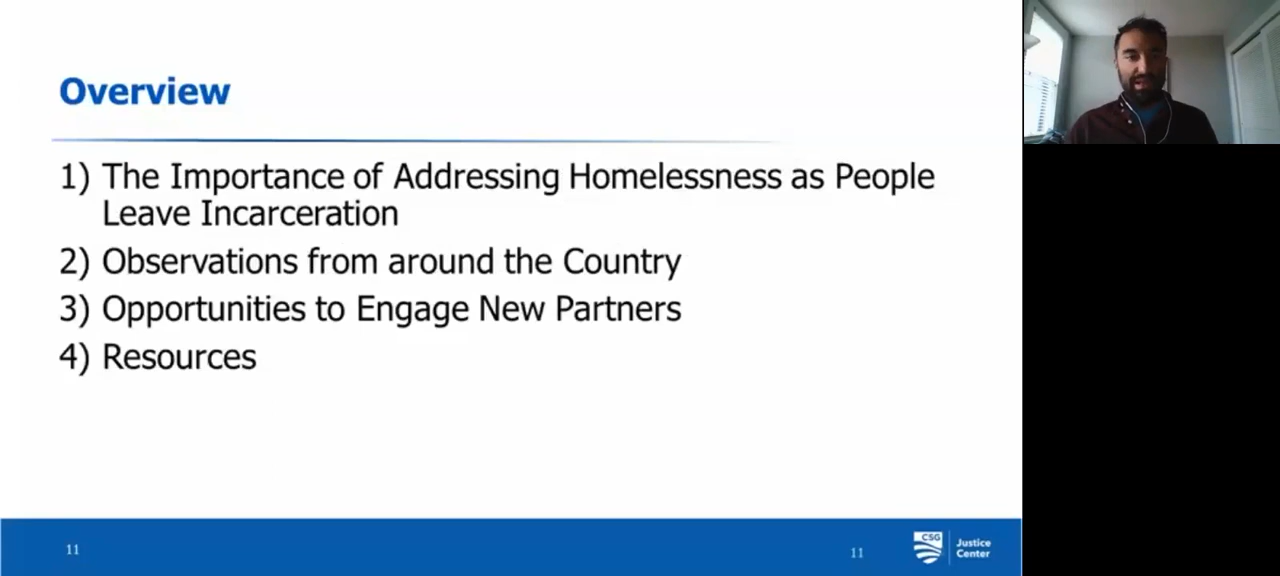 Overview
1) The Importance of Addressing Homelessness as People
Leave Incarceration
2) Observations from around the Country
3) Opportunities to Engage New Partners
4) Resources
11
11
CSG
Justice
Center